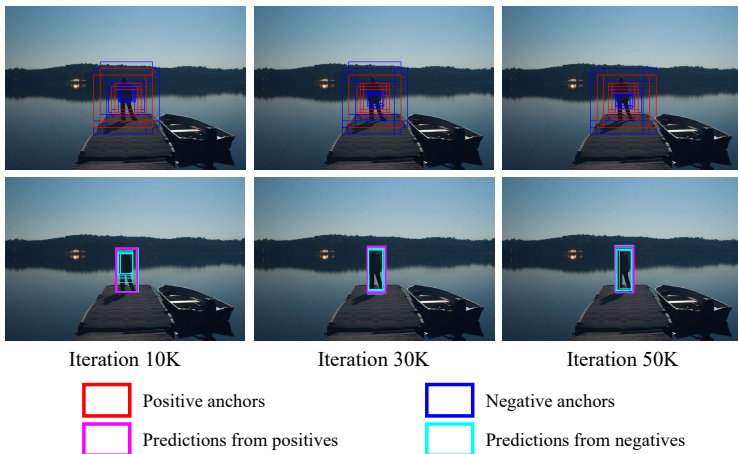 Iteration 10K
Iteration 30K
Iteration 50K
Positive anchors
Negative anchors
Predictions from positives
Predictions from negatives